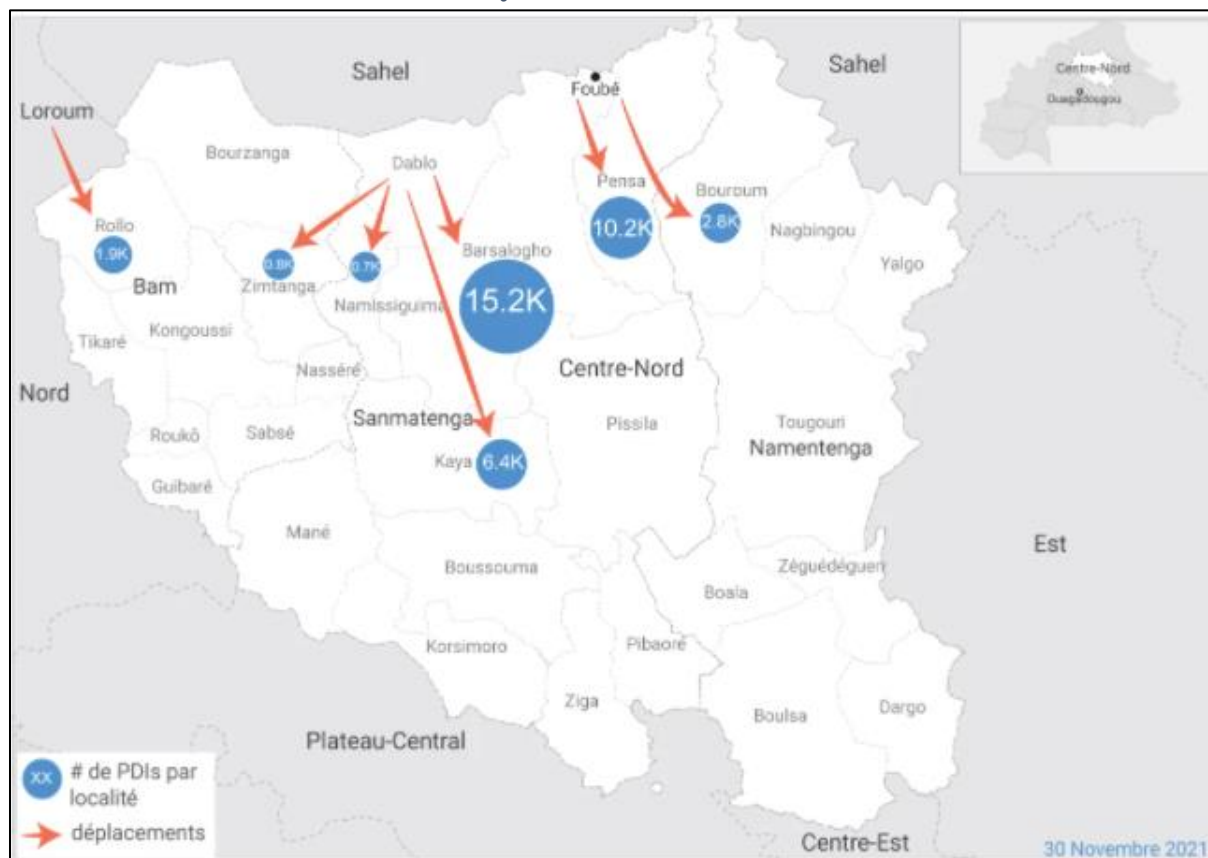 Sahel
Sahel
Centre-Nord
Ouagadougou
Foubé
Loroum
Bourzanga
Dablo
Pensa
Bouroum
10.2K
2.8K
Nagbingou
Rollo
1.9K
Barsalogho
0.8K
0.7K
Yalgo
Bam
Zimtanga
15.2K
Namissiguima
Tikaré
Kongoussi
Nasséré
Centre-Nord
Nord
Sanmatenga
Pissila
Tougouri
Roukô
Sabsé
Namentenga
Kaya
6.4K
Guibaré
Mané
Est
Boussouma
Zéguédéguen
Boala
Korsimoro
Pibaoré
Ziga
Dargo
Boulsa
Plateau-Central
XX
# de PDIs par
localité
déplacements
Centre-Est
30 Novembre 2021